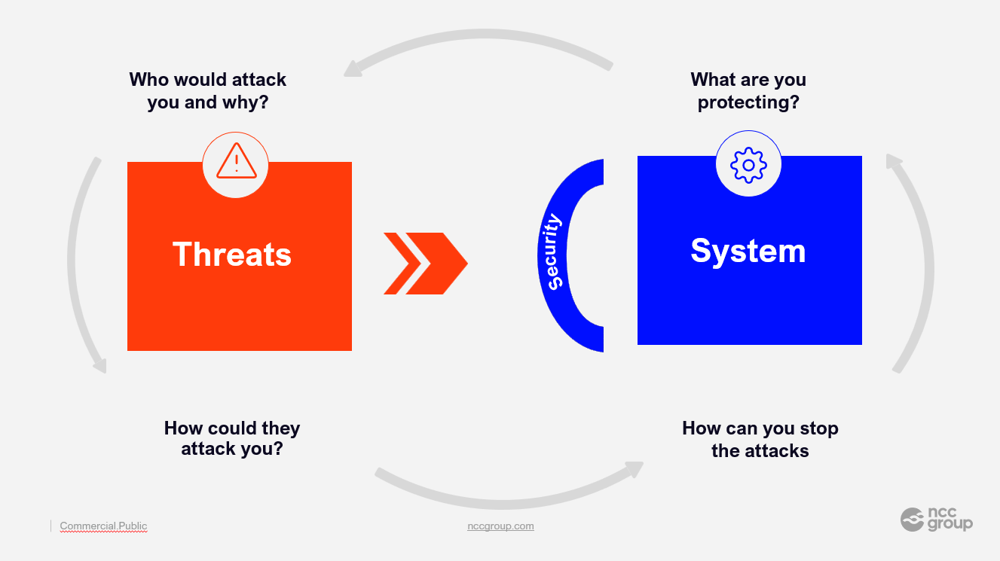 Who would attack
you and why?
What are you
protecting?
Threats
Security
System
How could they
attack you?
How can you stop
the attacks
Commercial.Public
nccgroup.com
ncc
group